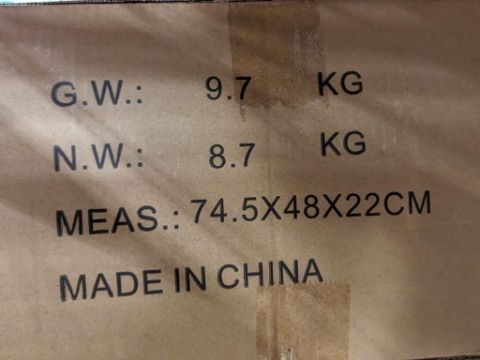 G.W.: 9.7 KG
N.W.: 8.7 KG
MEAS.: 74.5X48X22CM
MADE IN CHINA